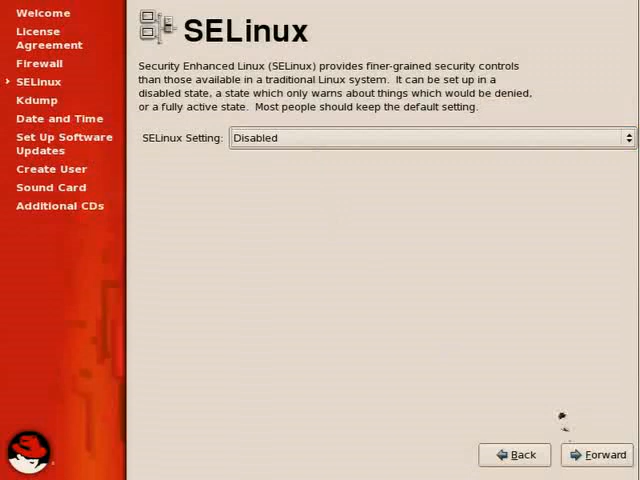 Welcome
License
Agreement
Firewall
SELinux
Kdump
Date and Time
Set Up Software
Updates
Create User
Sound Card
Additional CDs
SELinux
Security Enhanced Linux (SELinux) provides finer-grained security controls
than those available in a traditional Linux system. It can be set up in a
disabled state, a state which only warns about things which would be denied,
or a fully active state. Most people should keep the default setting.
SELinux Setting: Disabled
Back Forward